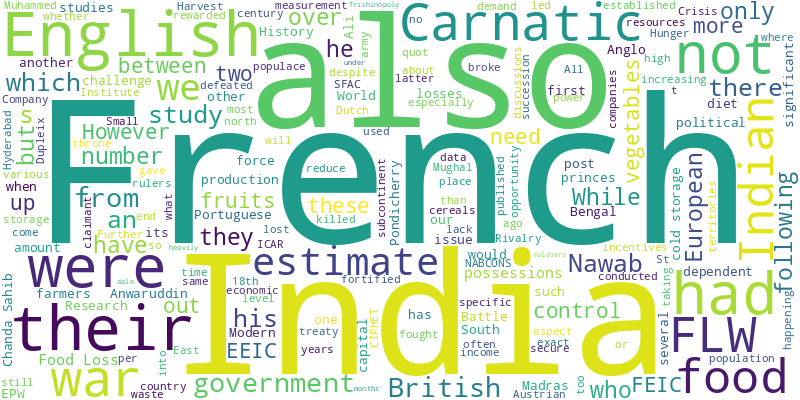 French
India
also
English
Carnatic
Indian
their
were
had
not
war
food
FLW
we
estimate
which
government
British
Nawab
European
vegetables
following
control
possessions
number
study
However
between
over
he
more
only
there
two
from
an
have
they
these
fruits
While
need
but
s
up
out
his
EEIC
FEIC
who
Muhammed
studies
Harvest
rewarded
whether
populace
century
measurement
Trichinopoly
Ali
army
no
demand
led
established
resources
Crisis
Hunger
where
History
quot
broke
Anglo
high
increasing
t
another
challenge
Institute
under
despite
about
latter
SFAC
defeated
World
especially
losses
Dutch
All
first
power
discussions
succession
companies
diet
political
significant
Company
Hyderabad
Dupleix
Small
most
north
other
will
used
data
Mughal
place
than
cereals
our
ago
lack
issue
published
opportunity
post
princes
Bengal
throne
gave
various
rulers
when
claimant
what
Further
end
its
so
force
production
reduce
Portuguese
killed
ICAR
lost
subcontinent
Pondicherry
Rivalry
incentives
territories
cold storage
storage
come
amount
heavily
time
same
18th
economic
fortified
would
NABCONS
St
soldiers
dependent
conducted
taking
several
happening
farmers
Anwaruddin
able
Research
Modern
level
one
treaty
years
capital
CIPHET
has
fought
often
income
specific
such
Battle
South
aspect
secure
exact
Madras
too
Austrian
or
population
Chanda Sahib
Food Loss
per
into
East
country
waste
still
EPW
months